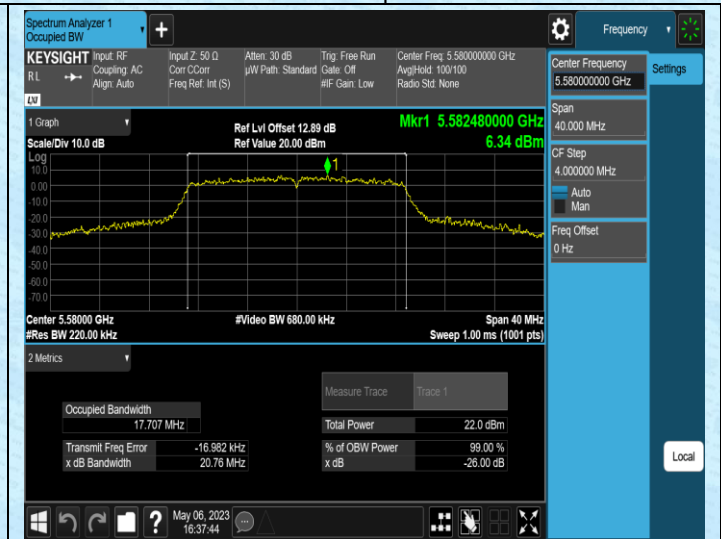 Spectrum Analyzer 1
Occupied BW
Frequency
KEYSIGHT
R L
LXI
Input: RF
Coupling: AC
Align: Auto
Input Z: 50 Ω
Corr CCorr
Freq Ref: Int (S)
Atten: 30 dB
µW Path: Standard
Trig: Free Run
Gate: Off
#IF Gain: Low
Center Freq: 5.580000000 GHz
Avg|Hold: 100/100
Radio Std: None
Center Frequency
5.580000000 GHz
Settings
Span
40.000 MHz
CF Step
4.000000 MHz
Auto
Man
Freq Offset
0 Hz
Local
1 Graph
Scale/Div 10.0 dB
Ref Lvl Offset 12.89 dB
Ref Value 20.00 dBm
Mkr1 5.582480000 GHz
6.34 dBm
Log
10.0
0.00
-10.0
-20.0
-30.0
-40.0
-50.0
-60.0
-70.0
1
Center 5.58000 GHz
#Res BW 220.00 kHz
#Video BW 680.00 kHz
Span 40 MHz
Sweep 1.00 ms (1001 pts)
2 Metrics
Measure Trace Trace 1
Occupied Bandwidth
17.707 MHz
Total Power 22.0 dBm
Transmit Freq Error -16.982 kHz
% of OBW Power 99.00 %
x dB Bandwidth 20.76 MHz
x dB -26.00 dB
?
May 06, 2023
16:37:44